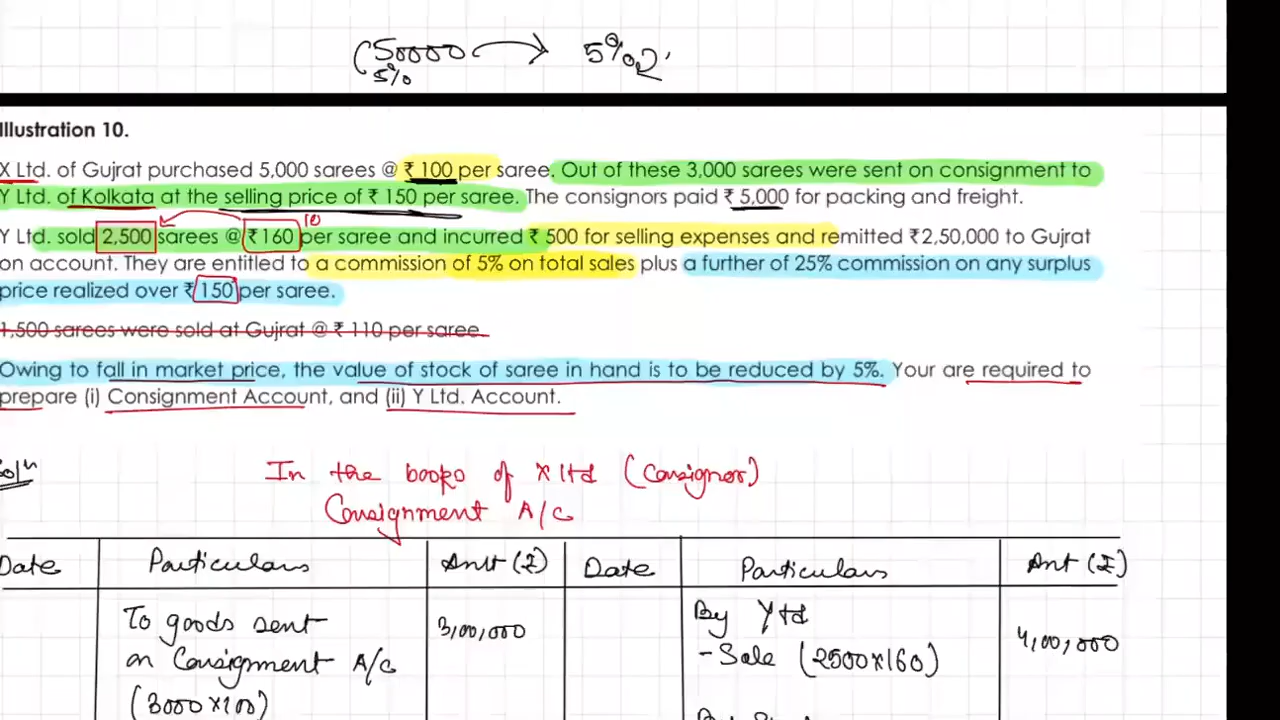 (50000 → 5%2
5%
Illustration 10.
X Ltd. of Gujrat purchased 5,000 sarees @ ₹ 100 per saree. Out of these 3,000 sarees were sent on consignment to
Y Ltd. of Kolkata at the selling price of ₹ 150 per saree. The consignors paid ₹ 5,000 for packing and freight.
10
Y Ltd. sold 2,500 sarees @ ₹160 per saree and incurred ₹ 500 for selling expenses and remitted ₹2,50,000 to Gujrat
on account. They are entitled to a commission of 5% on total sales plus a further of 25% commission on any surplus
price realized over ₹ 150 per saree.
1,500 sarees were sold at Gujrat @ ₹ 110 per saree.
Owing to fall in market price, the value of stock of saree in hand is to be reduced by 5%. Your are required to
prepare (i) Consignment Account, and (ii) Y Ltd. Account.
Solⁿ
In the books of X ltd (Consignor)
Consignment A/C
Date Particulars Amt (₹) Date Particulars Amt (₹)
To goods sent 3,00,000 By Y ltd
on Consignment A/C - Sale (2500x160) 4,00,000
(3000x100)